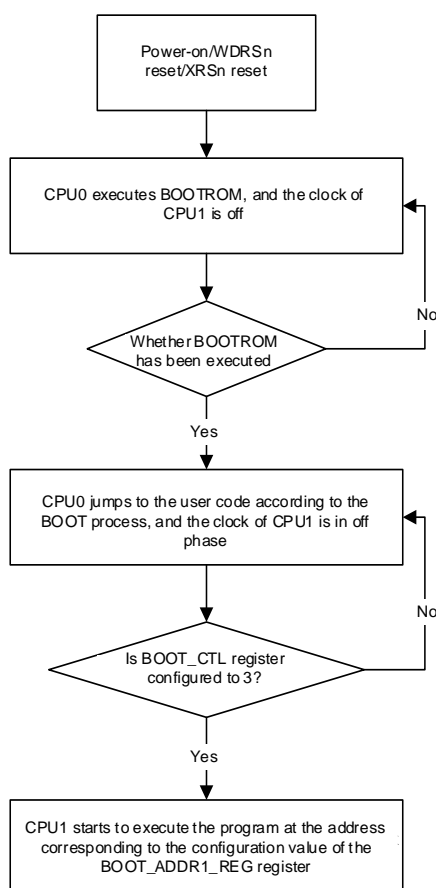 Power-on/WDRSn
reset/XRSn reset
CPU0 executes BOOTROM, and the clock of
CPU1 is off
No
Whether BOOTROM
has been executed
Yes
CPU0 jumps to the user code according to the
BOOT process, and the clock of CPU1 is in off
phase
No
Is BOOT_CTL register
configured to 3?
Yes
CPU1 starts to execute the program at the address
corresponding to the configuration value of the
BOOT_ADDR1_REG register